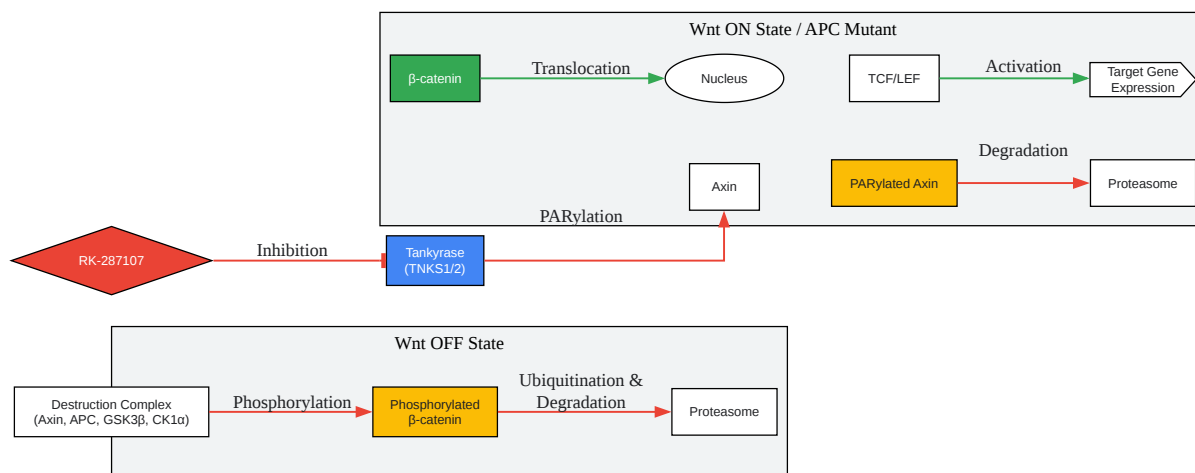 Wnt ON State / APC Mutant
β-catenin
Translocation
Nucleus
TCF/LEF
Activation
Target Gene
Expression
Axin
PARylated Axin
Degradation
Proteasome
PARylation
RK-287107
Inhibition
Tankyrase
(TNKS1/2)
Wnt OFF State
Destruction Complex
(Axin, APC, GSK3β, CK1α)
Phosphorylation
Phosphorylated
β-catenin
Ubiquitination &
Degradation
Proteasome